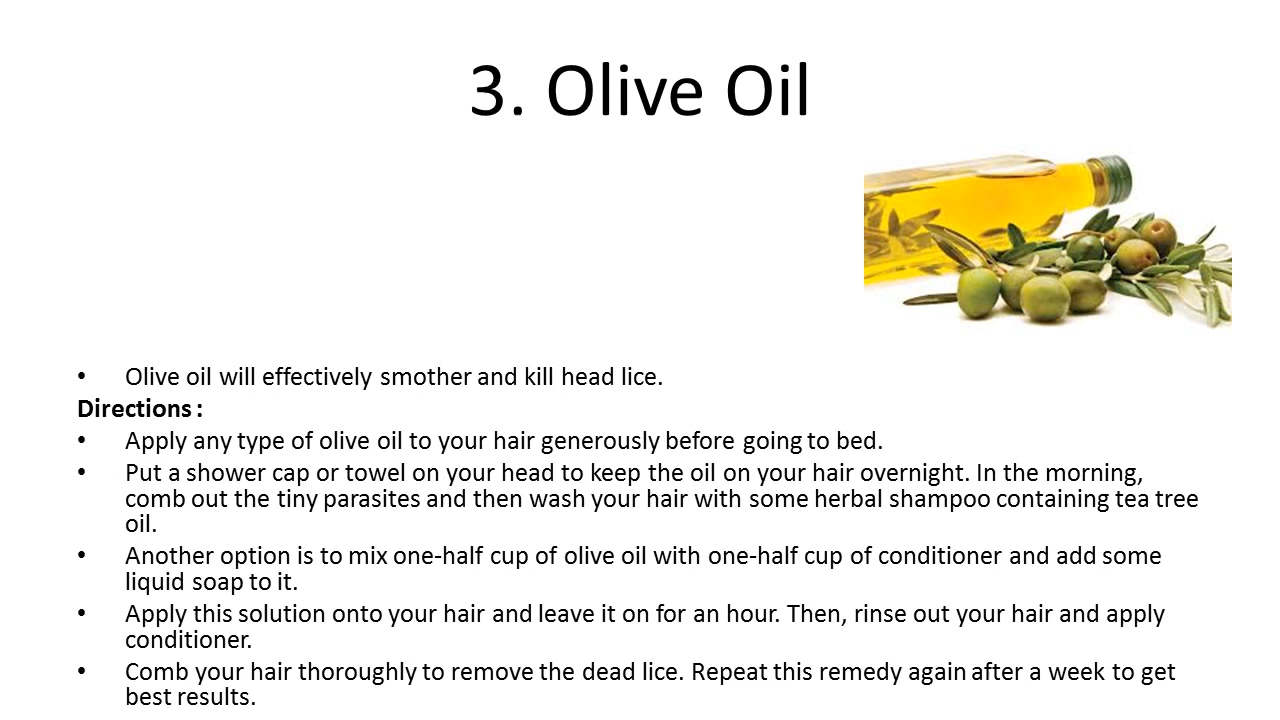 3. Olive Oil
• Olive oil will effectively smother and kill head lice.
Directions :
• Apply any type of olive oil to your hair generously before going to bed.
• Put a shower cap or towel on your head to keep the oil on your hair overnight. In the morning,
comb out the tiny parasites and then wash your hair with some herbal shampoo containing tea tree
oil.
• Another option is to mix one-half cup of olive oil with one-half cup of conditioner and add some
liquid soap to it.
• Apply this solution onto your hair and leave it on for an hour. Then, rinse out your hair and apply
conditioner.
• Comb your hair thoroughly to remove the dead lice. Repeat this remedy again after a week to get
best results.